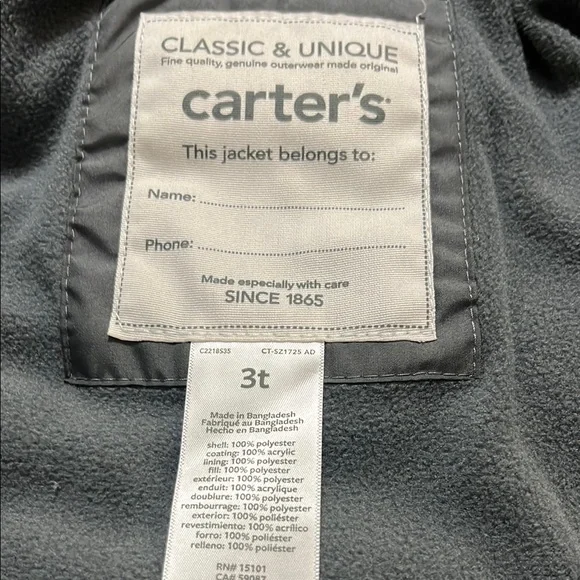 CLASSIC & UNIQUE
Fine quality, genuine outerwear made original
carter's
This jacket belongs to:
Name:
Phone:
Made especially with care
SINCE 1865
C2218535 CT-SZ1725 AD
3t
Made in Bangladesh
Fabriqué au Bangladesh
Hecho en Bangladesh
shell: 100% polyester
coating: 100% acrylic
lining: 100% polyester
fill: 100% polyester
extérieur: 100% polyester
enduit: 100% acrylique
doublure: 100% polyester
rembourrage: 100% polyester
exterior: 100% poliéster
revestimiento: 100% acrílico
forro: 100% poliéster
relleno: 100% poliéster
RN# 15101
CA# 59087